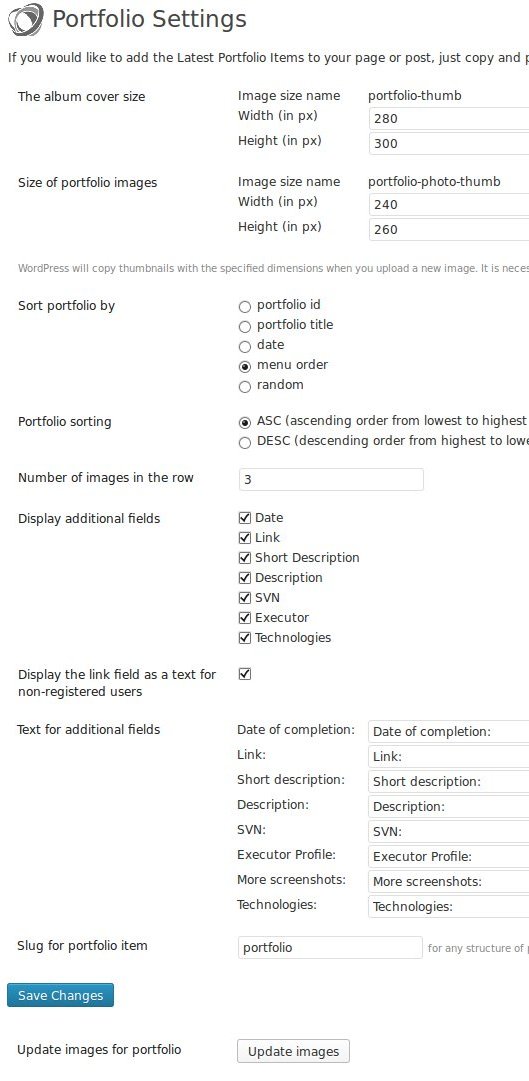 Portfolio Settings
If you would like to add the Latest Portfolio Items to your page or post, just copy and
The album cover size Image size name portfolio-thumb
Width (in px) 280
Height (in px) 300
Size of portfolio images Image size name portfolio-photo-thumb
Width (in px) 240
Height (in px) 260
WordPress will copy thumbnails with the specified dimensions when you upload a new image. It is
Sort portfolio by portfolio id
portfolio title
date
menu order
random
Portfolio sorting ASC (ascending order from lowest to highest
DESC (descending order from highest to
Number of images in the row 3
Display additional fields Date
Link
Short Description
Description
SVN
Executor
Technologies
Display the link field as a text for
non-registered users
Text for additional fields Date of completion: Date of completion:
Link: Link:
Short description: Short description:
Description: Description:
SVN: SVN:
Executor Profile: Executor Profile:
More screenshots: More screenshots:
Technologies: Technologies:
Slug for portfolio item portfolio for any structure of
Save Changes
Update images for portfolio Update images